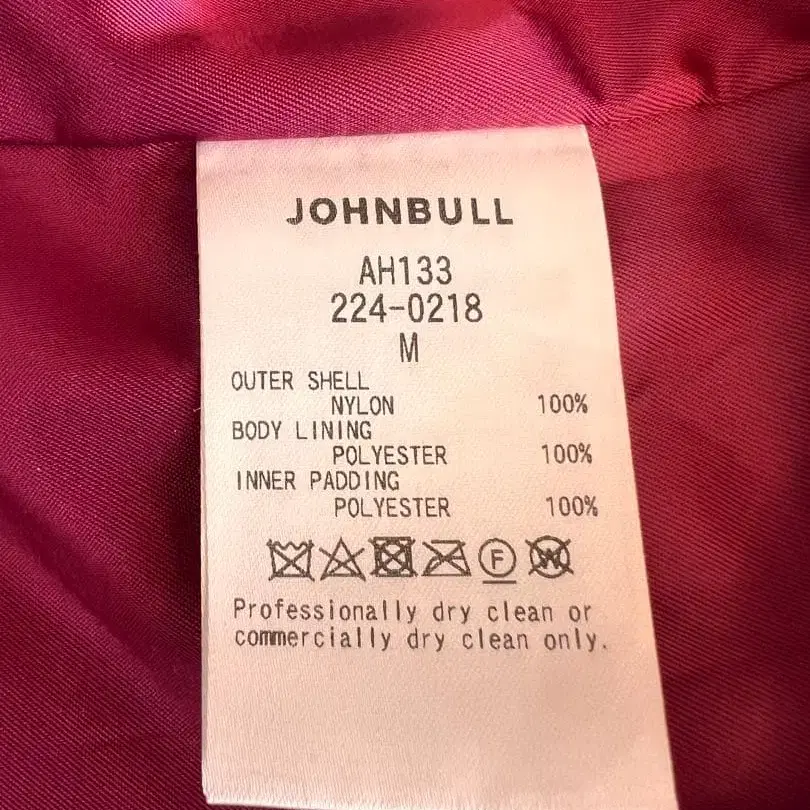 JOHNBULL
AH133
224-0218
M
OUTER SHELL
NYLON 100%
BODY LINING
POLYESTER 100%
INNER PADDING
POLYESTER 100%
F W
Professionally dry clean or
commercially dry clean only.